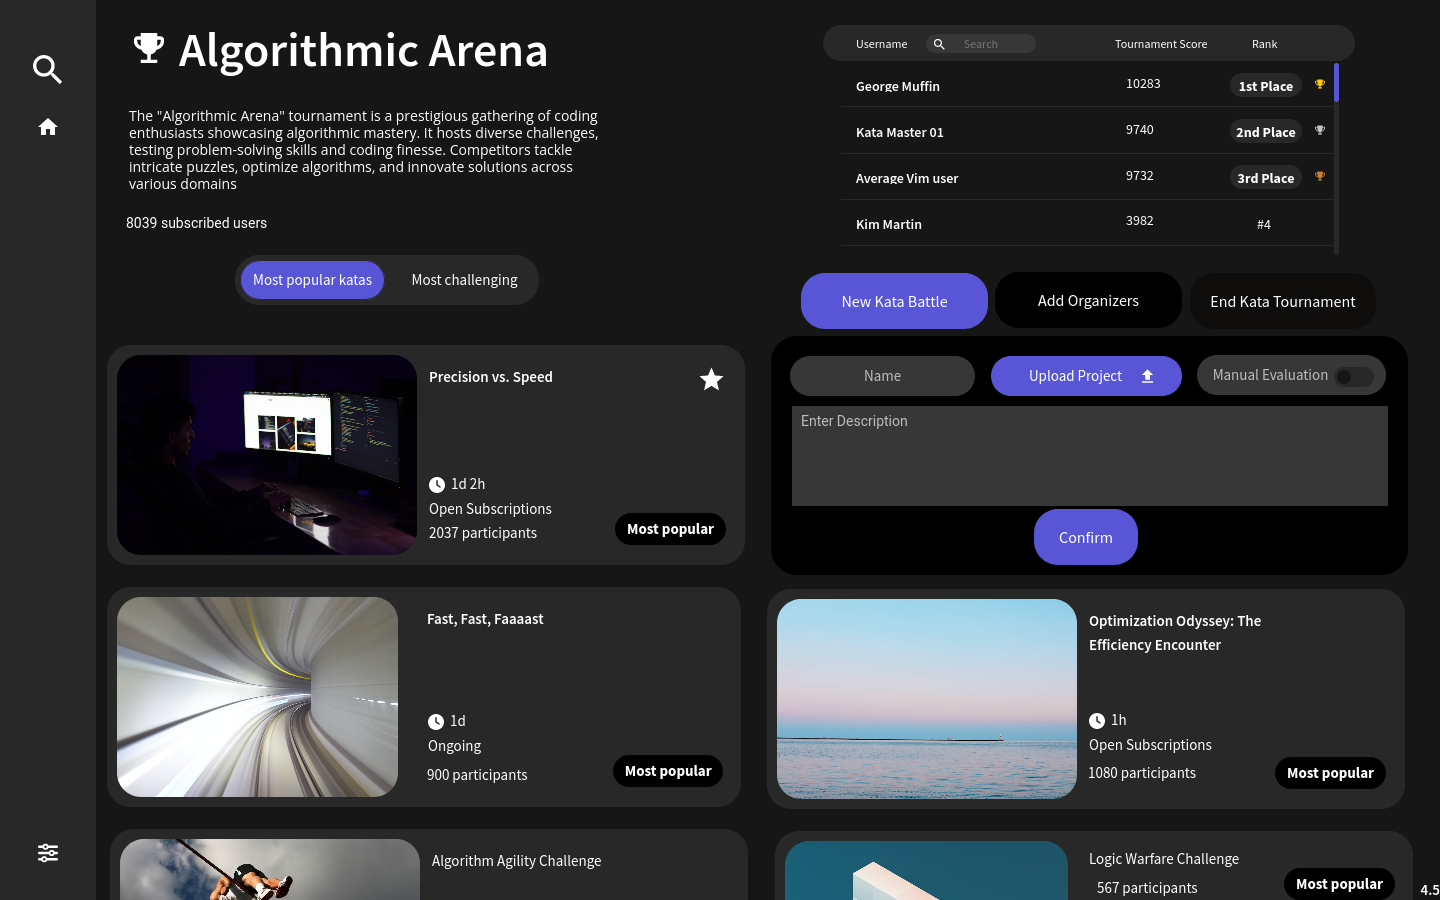 Algorithmic Arena
The "Algorithmic Arena" tournament is a prestigious gathering of coding
enthusiasts showcasing algorithmic mastery. It hosts diverse challenges,
testing problem-solving skills and coding finesse. Competitors tackle
intricate puzzles, optimize algorithms, and innovate solutions across
various domains
8039 subscribed users
Most popular katas
Most challenging
Username
Search
Tournament Score
Rank
George Muffin
10283
1st Place
Kata Master 01
9740
2nd Place
Average Vim user
9732
3rd Place
Kim Martin
3982
#4
New Kata Battle
Add Organizers
End Kata Tournament
Name
Upload Project
Manual Evaluation
Enter Description
Confirm
Precision vs. Speed
1d 2h
Open Subscriptions
2037 participants
Most popular
Fast, Fast, Faaaast
1d
Ongoing
900 participants
Most popular
Optimization Odyssey: The
Efficiency Encounter
1h
Open Subscriptions
1080 participants
Most popular
Algorithm Agility Challenge
Logic Warfare Challenge
567 participants
Most popular
4.5